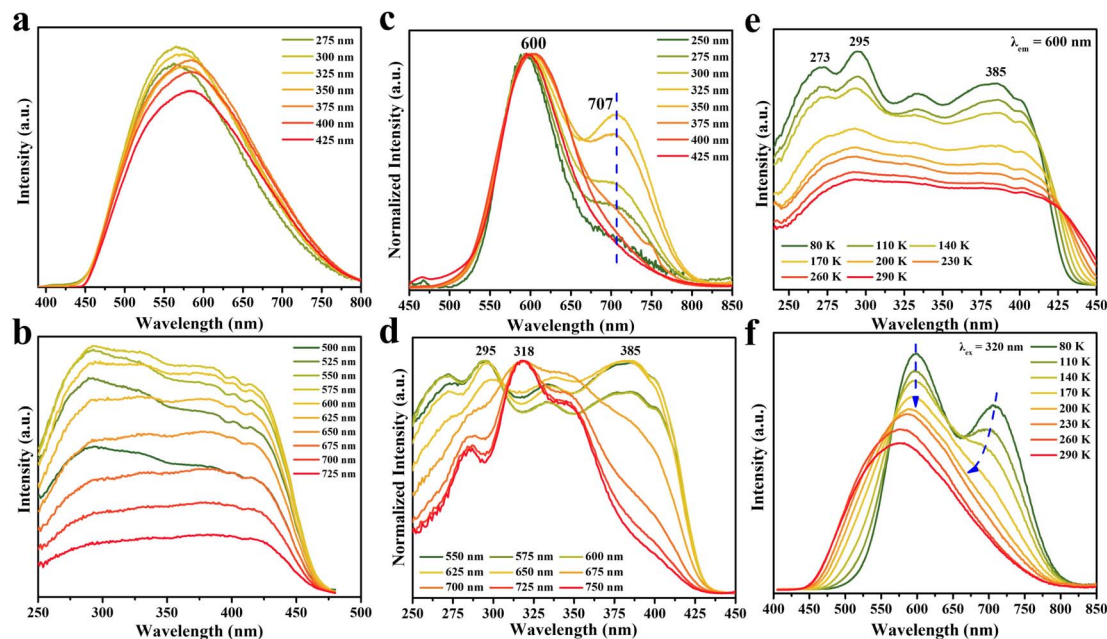 a
275 nm
300 nm
325 nm
350 nm
375 nm
400 nm
425 nm
Intensity (a.u.)
400 450 500 550 600 650 700 750 800
Wavelength (nm)
b
500 nm
525 nm
550 nm
575 nm
600 nm
625 nm
650 nm
675 nm
700 nm
725 nm
Intensity (a.u.)
250 300 350 400 450 500
Wavelength (nm)
c
600
707
250 nm
275 nm
300 nm
325 nm
350 nm
375 nm
400 nm
425 nm
Normalized Intensity (a.u.)
450 500 550 600 650 700 750 800 850
Wavelength (nm)
d
295 318 385
550 nm 575 nm 600 nm
625 nm 650 nm 675 nm
700 nm 725 nm 750 nm
Normalized Intensity (a.u.)
250 275 300 325 350 375 400 425 450
Wavelength (nm)
e
273 295 385
λem = 600 nm
80 K 110 K 140 K
170 K 200 K 230 K
260 K 290 K
Intensity (a.u.)
250 275 300 325 350 375 400 425 450
Wavelength (nm)
f
λex = 320 nm
80 K
110 K
140 K
170 K
200 K
230 K
260 K
290 K
Intensity (a.u.)
400 450 500 550 600 650 700 750 800 850
Wavelength (nm)